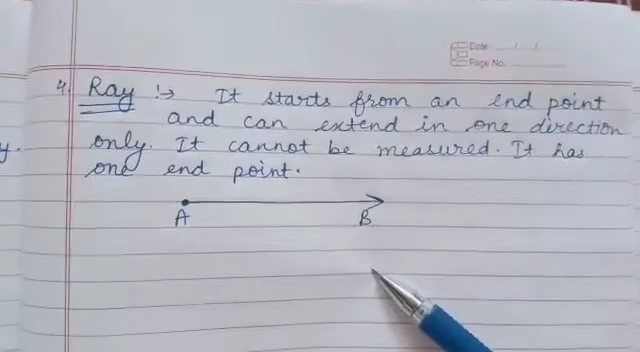 Date / /
Page No.
4. Ray :→ It starts from an end point
and can extend in one direction
only. It cannot be measured. It has
one end point.
A B
y.